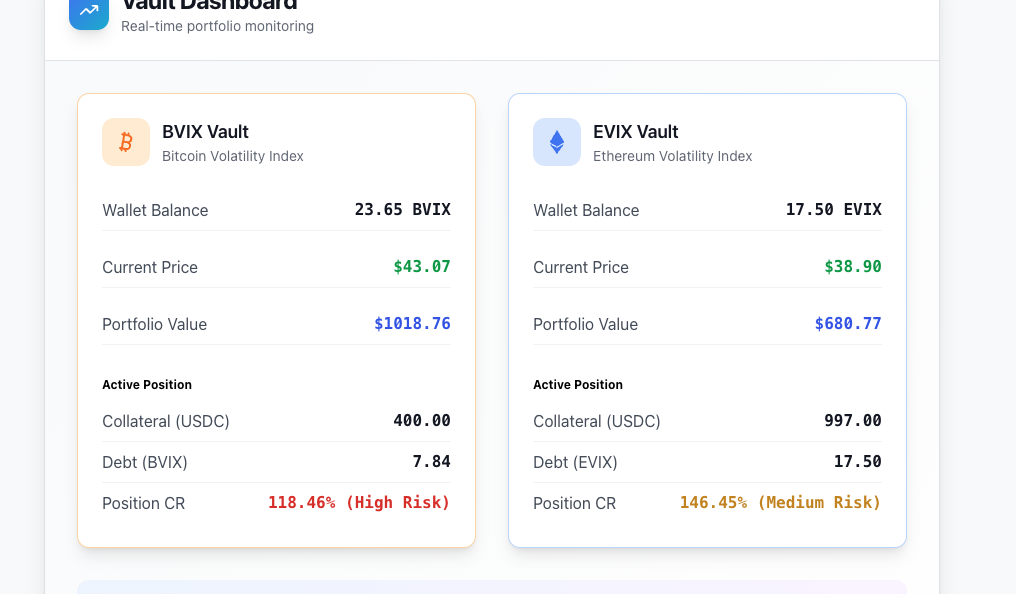 Vault Dashboard
Real-time portfolio monitoring
BVIX Vault
Bitcoin Volatility Index
Wallet Balance 23.65 BVIX
Current Price $43.07
Portfolio Value $1018.76
Active Position
Collateral (USDC) 400.00
Debt (BVIX) 7.84
Position CR 118.46% (High Risk)
EVIX Vault
Ethereum Volatility Index
Wallet Balance 17.50 EVIX
Current Price $38.90
Portfolio Value $680.77
Active Position
Collateral (USDC) 997.00
Debt (EVIX) 17.50
Position CR 146.45% (Medium Risk)